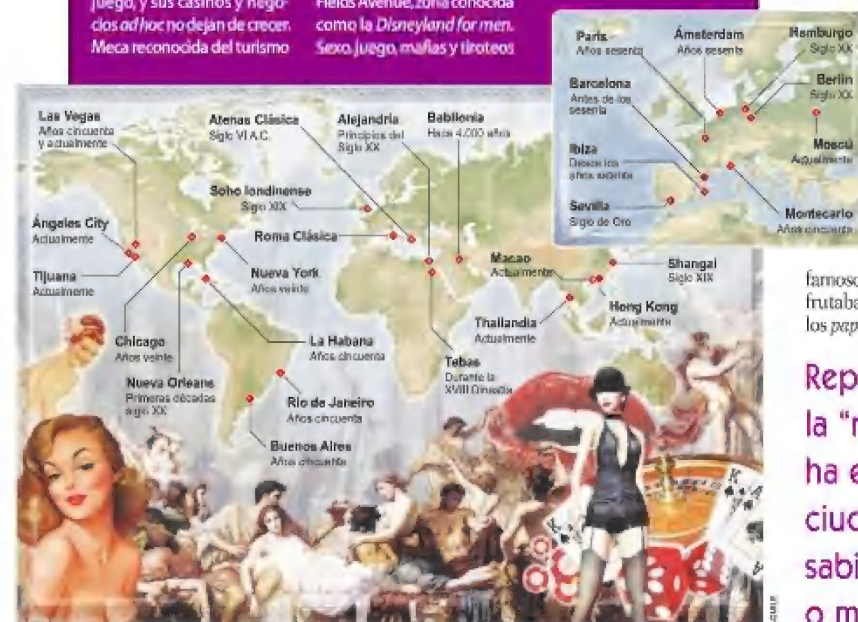 juego, y sus casinos y nego-
cios ad hoc no dejan de crecer.
Meca reconocida del turismo
Fields Avenue, zona conocida
como la Disneyland for men.
Sexo, juego, mafias y tiroteos
Las Vegas
Años cincuenta
y actualmente
Atenas Clásica
Siglo VI A.C.
Alejandría
Principios del
Siglo XX
Babilonia
Hace 4.000 años
Soho londinense
Siglo XIX
Ángeles City
Actualmente
Roma Clásica
Tijuana
Actualmente
Nueva York
Años veinte
Macao
Actualmente
Shangai
Siglo XIX
Hong Kong
Actualmente
Thailandia
Actualmente
Chicago
Años veinte
La Habana
Años cincuenta
Tebas
Durante la
XVIII Dinastía
Nueva Orleans
Primeras décadas
siglo XX
Río de Janeiro
Años cincuenta
Buenos Aires
Años cincuenta
París
Años sesenta
Ámsterdam
Años sesenta
Hamburgo
Siglo XX
Barcelona
Antes de los
sesenta
Berlín
Siglo XX
Ibiza
Desde los
años sesenta
Moscú
Actualmente
Sevilla
Siglo de Oro
Montecarlo
Años cincuenta
famoso
frutaba
los pap
Rep
la "n
ha e
ciud
sabi
o m
K
K
A